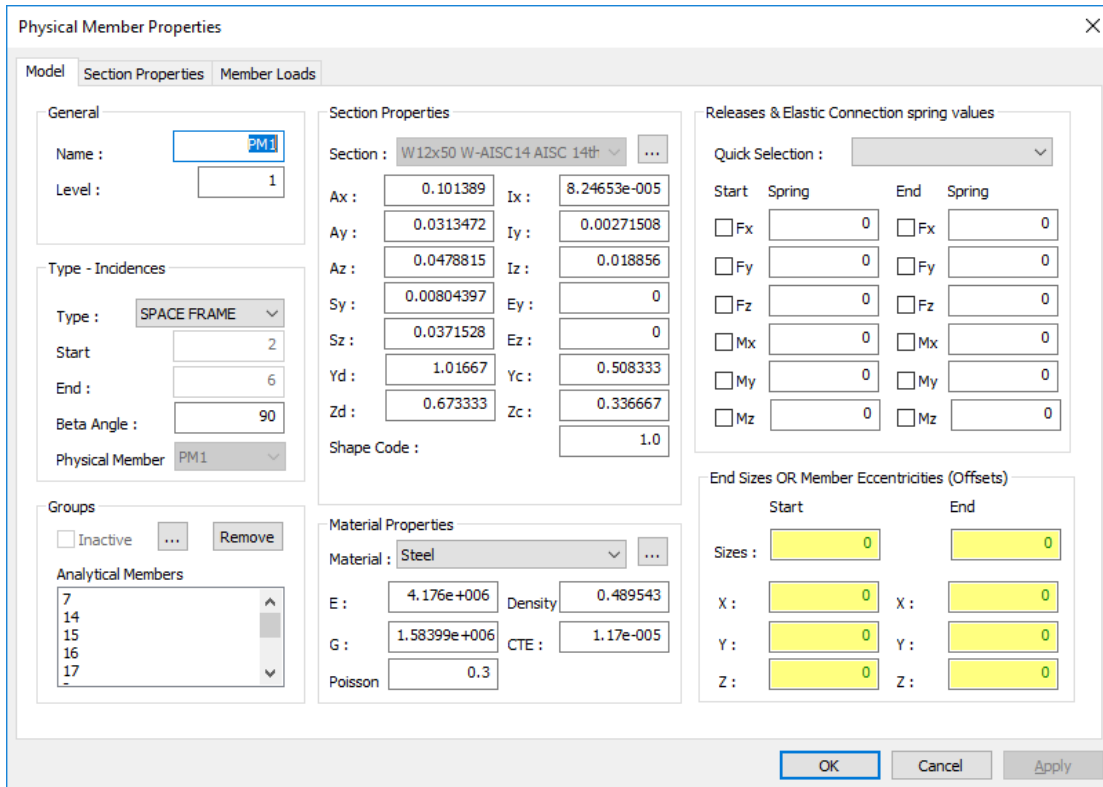 Physical Member Properties
Model Section Properties Member Loads
General
Name : PM1
Level : 1
Type - Incidences
Type : SPACE FRAME
Start 2
End : 6
Beta Angle : 90
Physical Member PM1
Groups
Inactive ... Remove
Analytical Members
7
14
15
16
17
Section Properties
Section : W12x50 W-AISC14 AISC 14th ...
Ax : 0.101389 Ix : 8.24653e-005
Ay : 0.0313472 Iy : 0.00271508
Az : 0.0478815 Iz : 0.018856
Sy : 0.00804397 Ey : 0
Sz : 0.0371528 Ez : 0
Yd : 1.01667 Yc : 0.508333
Zd : 0.673333 Zc : 0.336667
Shape Code : 1.0
Material Properties
Material : Steel ...
E : 4.176e+006 Density 0.489543
G : 1.58399e+006 CTE : 1.17e-005
Poisson 0.3
Releases & Elastic Connection spring values
Quick Selection :
Start Spring End Spring
Fx 0 Fx 0
Fy 0 Fy 0
Fz 0 Fz 0
Mx 0 Mx 0
My 0 My 0
Mz 0 Mz 0
End Sizes OR Member Eccentricities (Offsets)
Start End
Sizes : 0 0
X : 0 X : 0
Y : 0 Y : 0
Z : 0 Z : 0
OK Cancel Apply